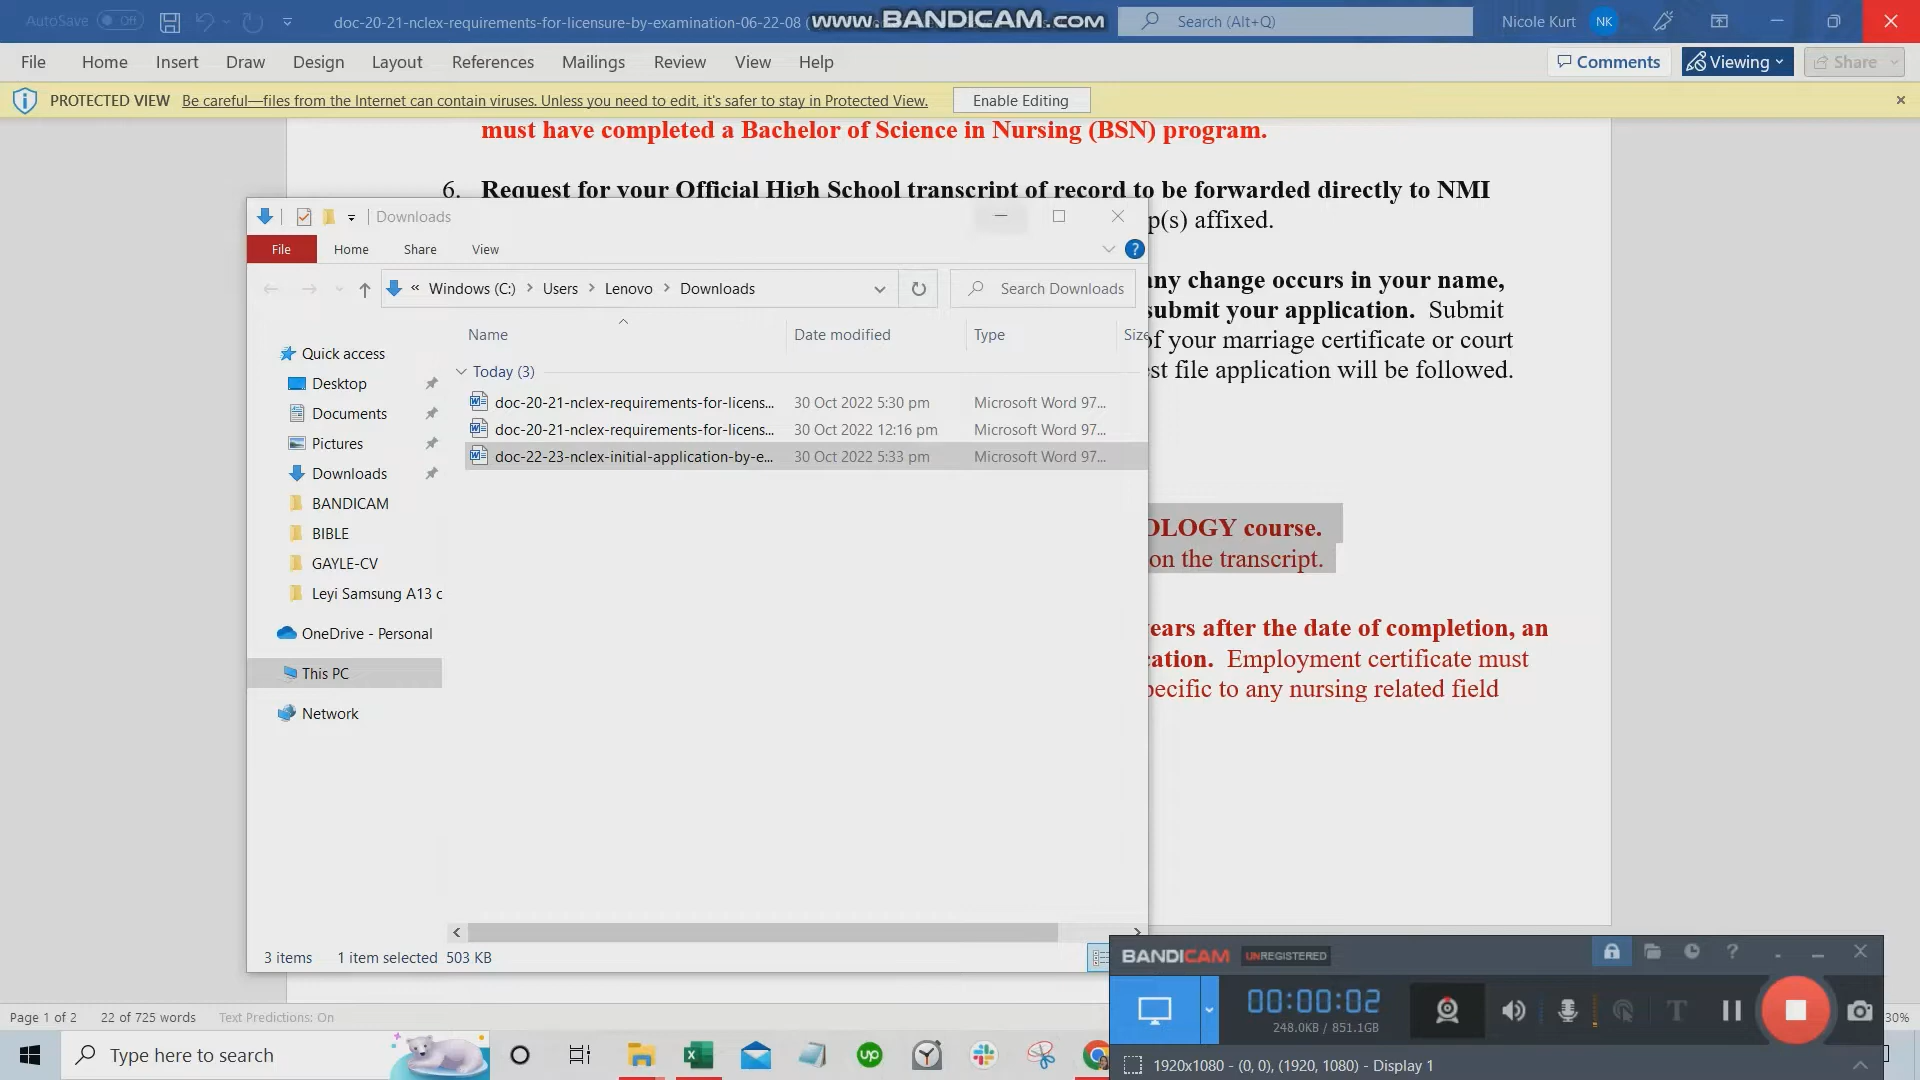 AutoSave Off
doc-20-21-nclex-requirements-for-licensure-by-examination-06-22-08
www.BANDICAM.com
Search (Alt+Q)
Nicole Kurt NK
File Home Insert Draw Design Layout References Mailings Review View Help
Comments Viewing Share
PROTECTED VIEW Be careful—files from the Internet can contain viruses. Unless you need to edit, it's safer to stay in Protected View. Enable Editing
must have completed a Bachelor of Science in Nursing (BSN) program.
6. Request for your Official High School transcript of record to be forwarded directly to NMI
p(s) affixed.
any change occurs in your name,
submit your application. Submit
of your marriage certificate or court
st file application will be followed.
OLOGY course.
on the transcript.
years after the date of completion, an
cation. Employment certificate must
pecific to any nursing related field
Downloads
File Home Share View
« Windows (C:) > Users > Lenovo > Downloads
Search Downloads
Name Date modified Type Size
Today (3)
doc-20-21-nclex-requirements-for-licens... 30 Oct 2022 5:30 pm Microsoft Word 97...
doc-20-21-nclex-requirements-for-licens... 30 Oct 2022 12:16 pm Microsoft Word 97...
doc-22-23-nclex-initial-application-by-e... 30 Oct 2022 5:33 pm Microsoft Word 97...
Quick access
Desktop
Documents
Pictures
Downloads
BANDICAM
BIBLE
GAYLE-CV
Leyi Samsung A13 c
OneDrive - Personal
This PC
Network
3 items 1 item selected 503 KB
BANDICAM UNREGISTERED
00:00:02
248.0KB / 851.1GB
1920x1080 - (0, 0), (1920, 1080) - Display 1
Page 1 of 2 22 of 725 words Text Predictions: On
30%
Type here to search
up